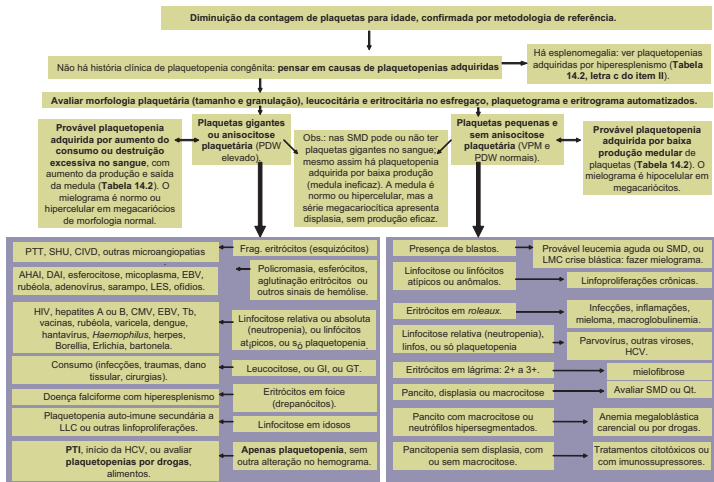 Diminuição da contagem de plaquetas para idade, confirmada por metodologia de referência.
Não há história clínica de plaquetopenia congênita: pensar em causas de plaquetopenias adquiridas
Há esplenomegalia: ver plaquetopenias
adquiridas por hiperesplenismo (Tabela
14.2, letra c do item II).
Avaliar morfologia plaquetária (tamanho e granulação), leucocitária e eritrocitária no esfregaço, plaquetograma e eritrograma automatizados.
Provável plaquetopenia
adquirida por aumento do
consumo ou destruição
excessiva no sangue, com
aumento da produção e saída
da medula (Tabela 14.2). O
mielograma é normo ou
hipercelular em megacariócios
de morfologia normal.
Plaquetas gigantes
ou anisocitose
plaquetária (PDW
elevado).
Obs.: nas SMD pode ou não ter
plaquetas gigantes no sangue;
mesmo assim há plaquetopenia
adquirida por baixa produção
(medula ineficaz). A medula é
normo ou hipercelular, mas a
série megacariocítica apresenta
displasia, sem produção eficaz.
Plaquetas pequenas e
sem anisocitose
plaquetária (VPM e
PDW normais).
Provável plaquetopenia
adquirida por baixa
produção medular
de plaquetas (Tabela 14.2). O
mielograma é hipocelular em
megacariócitos.
PTT, SHU, CIVD, outras microangiopatias
Frag. eritrócitos (esquizócitos)
AHAI, DAI, esferocitose, micoplasma, EBV,
rubéola, adenovírus, sarampo, LES, ofídios.
Policromasia, esferócitos,
aglutinação eritrócitos ou
outros sinais de hemólise.
HIV, hepatites A ou B, CMV, EBV, Tb,
vacinas, rubéola, varicela, dengue,
hantavírus, Haemophilus, herpes,
Borellia, Erlichia, bartonela.
Linfocitose relativa ou absoluta
(neutropenia), ou linfócitos
atípicos, ou só plaquetopenia
Consumo (infecções, traumas, dano
tissular, cirurgias).
Leucocitose, ou GI, ou GT.
Doença falciforme com hiperesplenismo
Eritrócitos em foice
(drepanócitos).
Plaquetopenia auto-imune secundária a
LLC ou outras linfoproliferações.
Linfocitose em idosos
PTI, início da HCV, ou avaliar
plaquetopenias por drogas,
alimentos.
Apenas plaquetopenia, sem
outra alteração no hemograma.
Presença de blastos.
Provável leucemia aguda ou SMD, ou
LMC crise blástica: fazer mielograma.
Linfocitose ou linfócitos
atípicos ou anômalos.
Linfoproliferações crônicas.
Eritrócitos em roleaux.
Infecções, inflamações,
mieloma, macroglobulinemia.
Linfocitose relativa (neutropenia),
linfos, ou só plaquetopenia
Parvovírus, outras viroses,
HCV.
Eritrócitos em lágrima: 2+ a 3+.
mielofibrose
Pancito, displasia ou macrocitose
Avaliar SMD ou Qt.
Pancito com macrocitose ou
neutrófilos hipersegmentados.
Anemia megaloblástica
carencial ou por drogas.
Pancitopenia sem displasia, com
ou sem macrocitose.
Tratamentos citotóxicos ou
com imunossupressores.